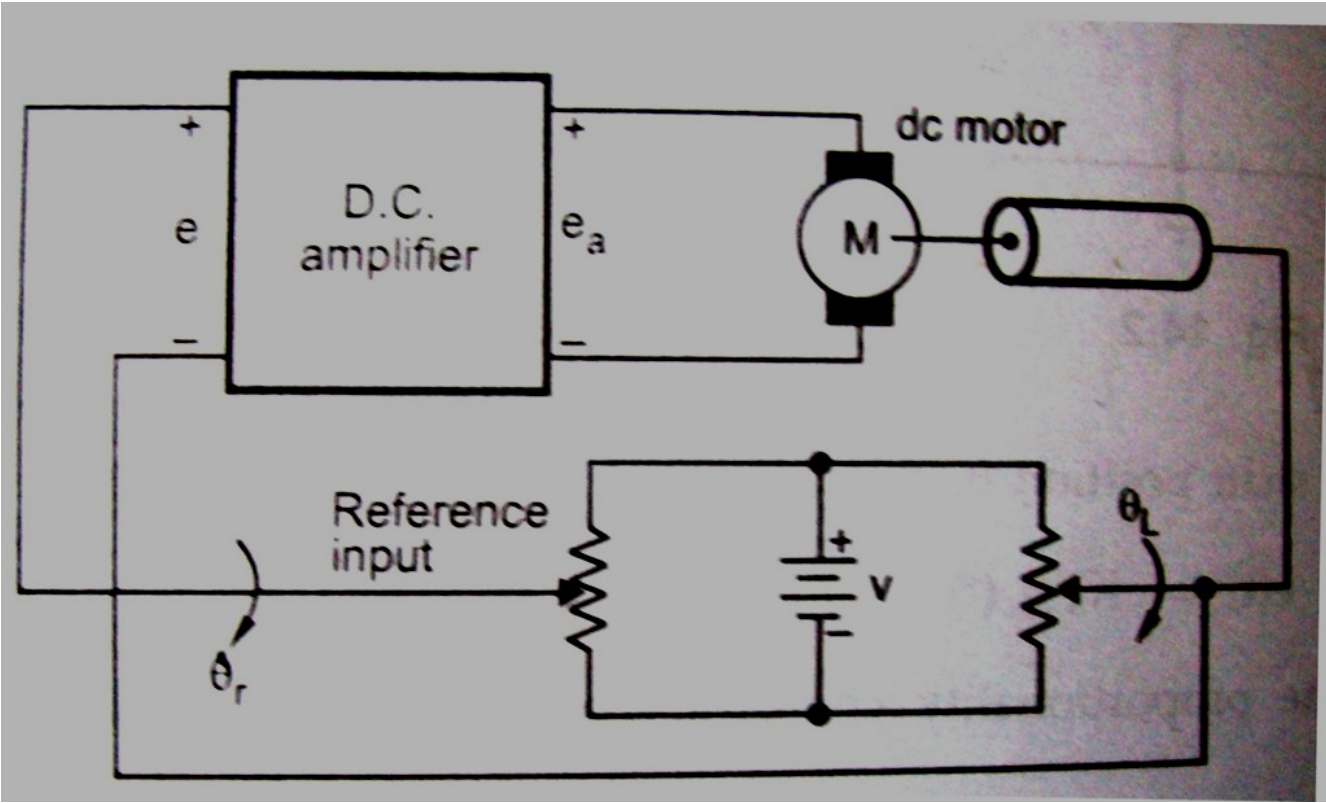 dc motor
+
+
D.C.
amplifier
e
e_a
M
−
−
Reference
input
θ_L
+
v
−
θ_r